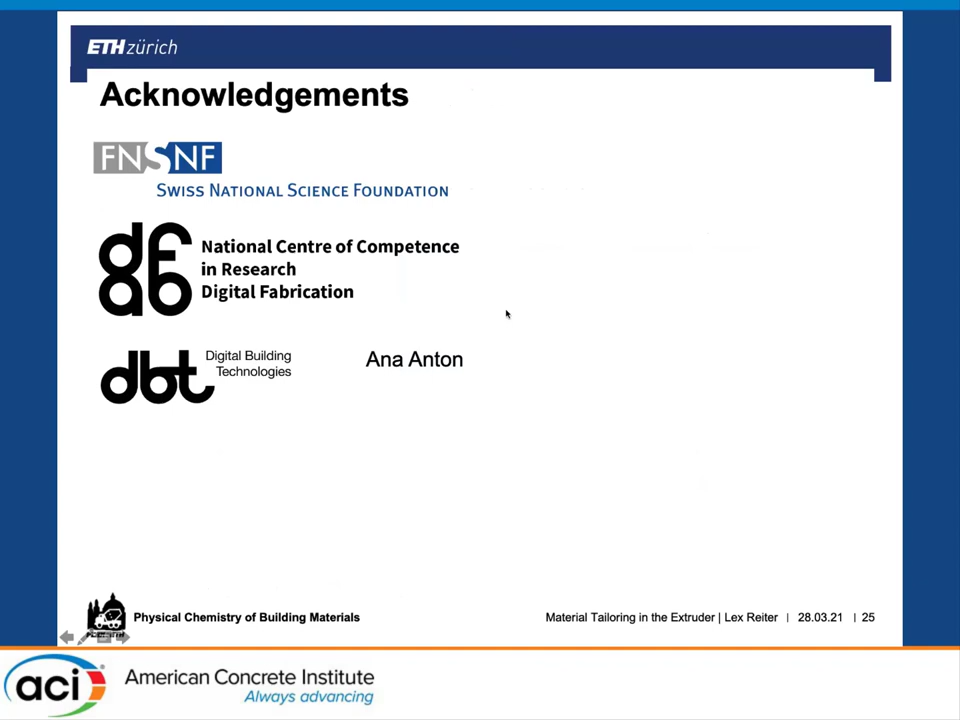 ETH zürich
Acknowledgements
FNSNF
SWISS NATIONAL SCIENCE FOUNDATION
dfab
National Centre of Competence
in Research
Digital Fabrication
dbt
Digital Building
Technologies
Ana Anton
Physical Chemistry of Building Materials
Material Tailoring in the Extruder | Lex Reiter | 28.03.21 | 25
aci
American Concrete Institute
Always advancing